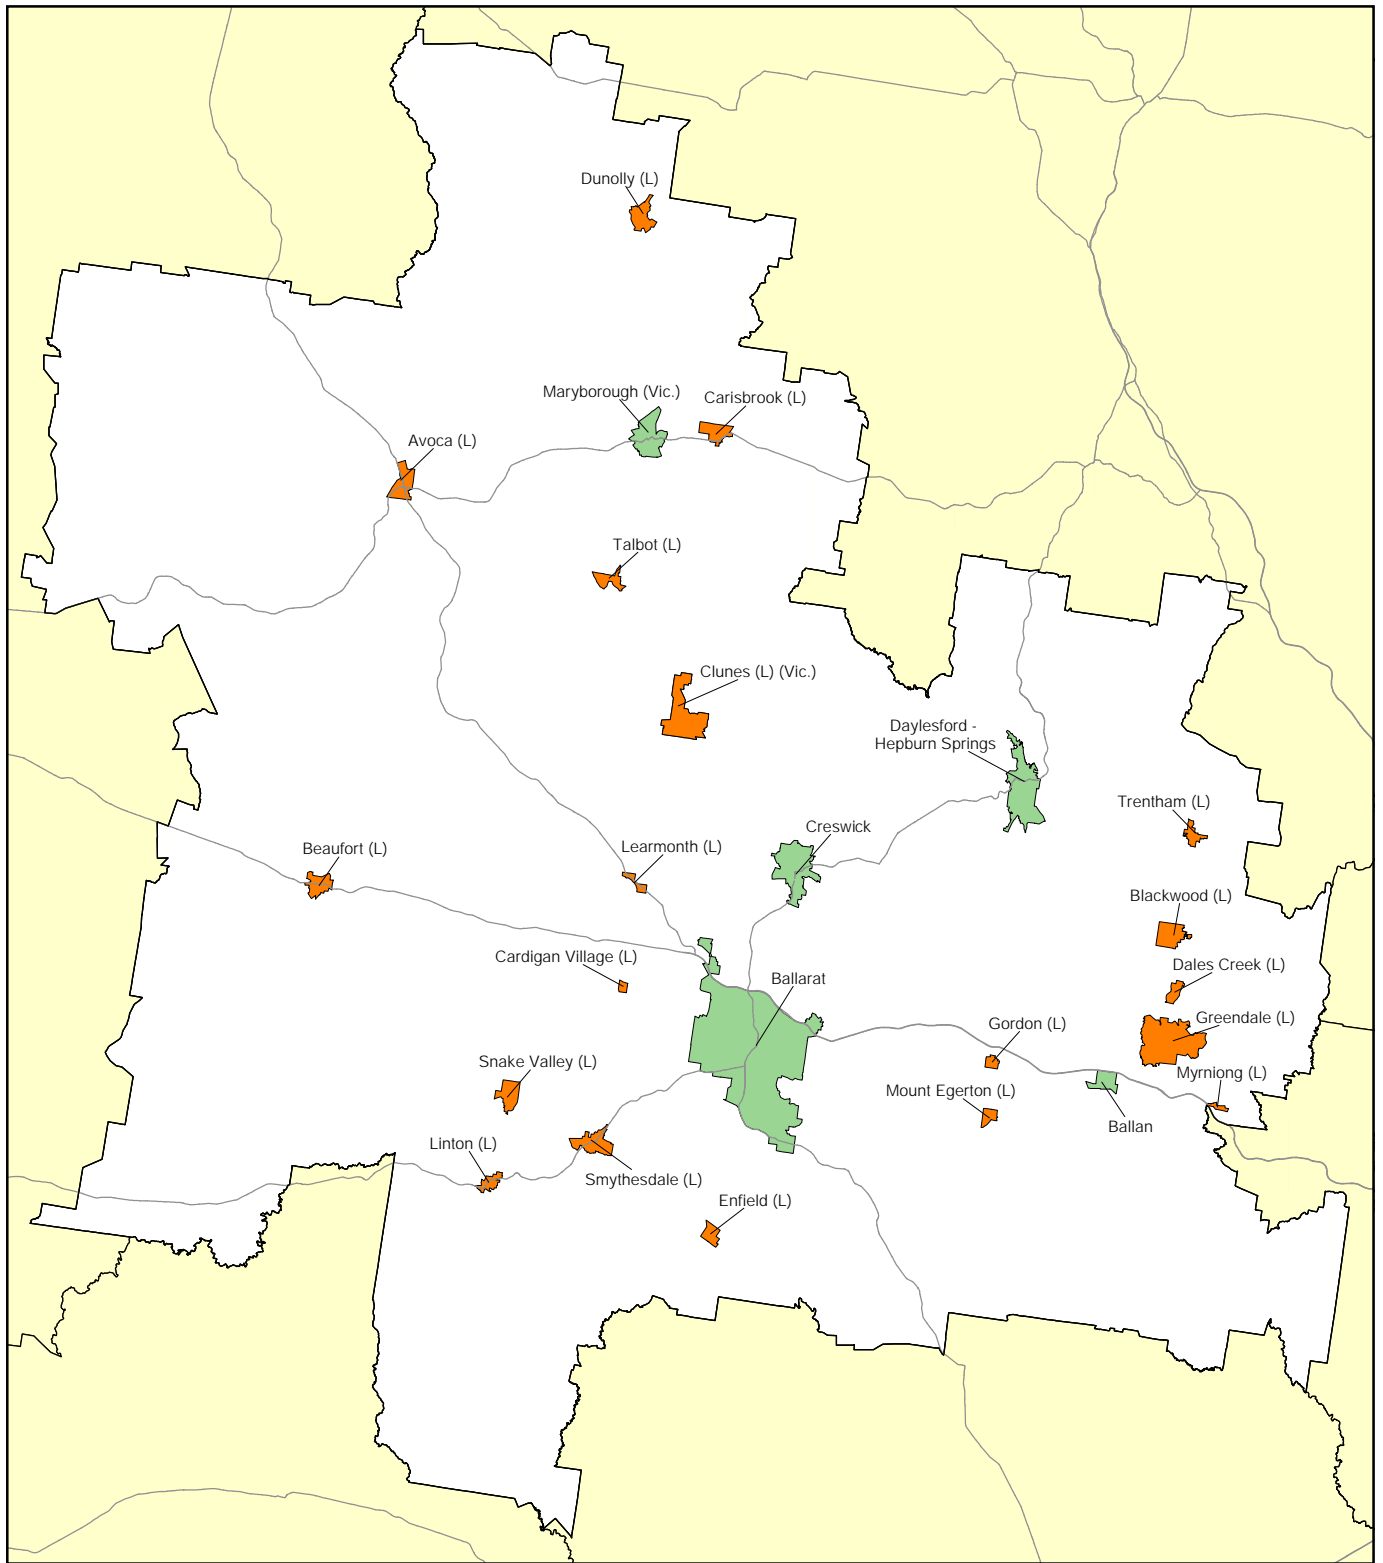 Dunolly (L)
Maryborough (Vic.)
Carisbrook (L)
Avoca (L)
Talbot (L)
Clunes (L) (Vic.)
Daylesford -
Hepburn Springs
Trentham (L)
Creswick
Learmonth (L)
Beaufort (L)
Blackwood (L)
Cardigan Village (L)
Dales Creek (L)
Ballarat
Greendale (L)
Gordon (L)
Snake Valley (L)
Myrniong (L)
Mount Egerton (L)
Ballan
Linton (L)
Smythesdale (L)
Enfield (L)